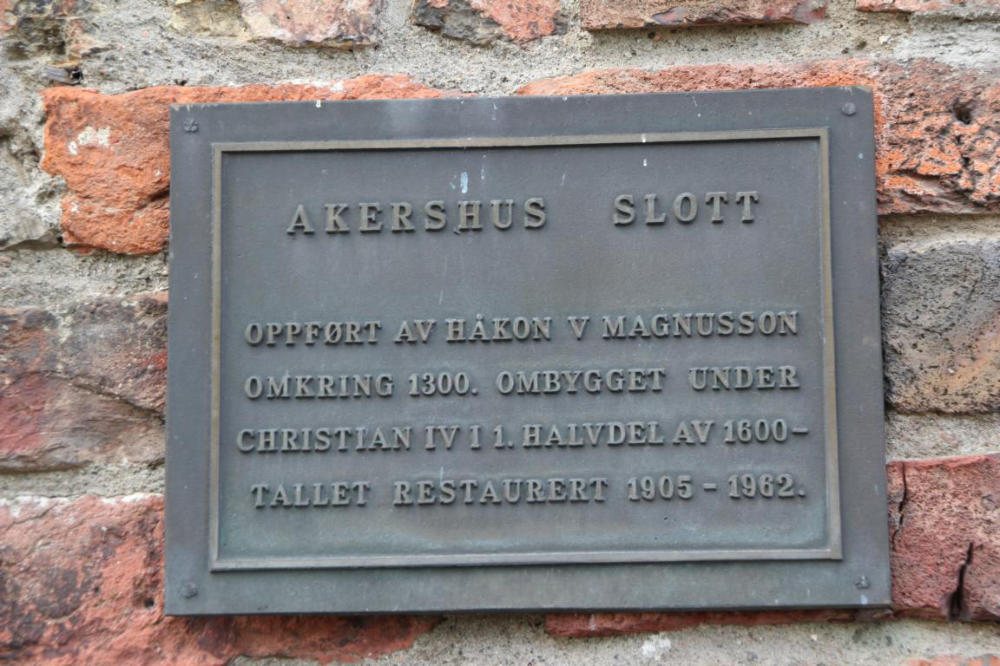 AKERSHUS SLOTT
OPPFØRT AV HÅKON V MAGNUSSON
OMKRING 1300. OMBYGGET UNDER
CHRISTIAN IV I 1. HALVDEL AV 1600-
TALLET RESTAURERT 1905 - 1962.